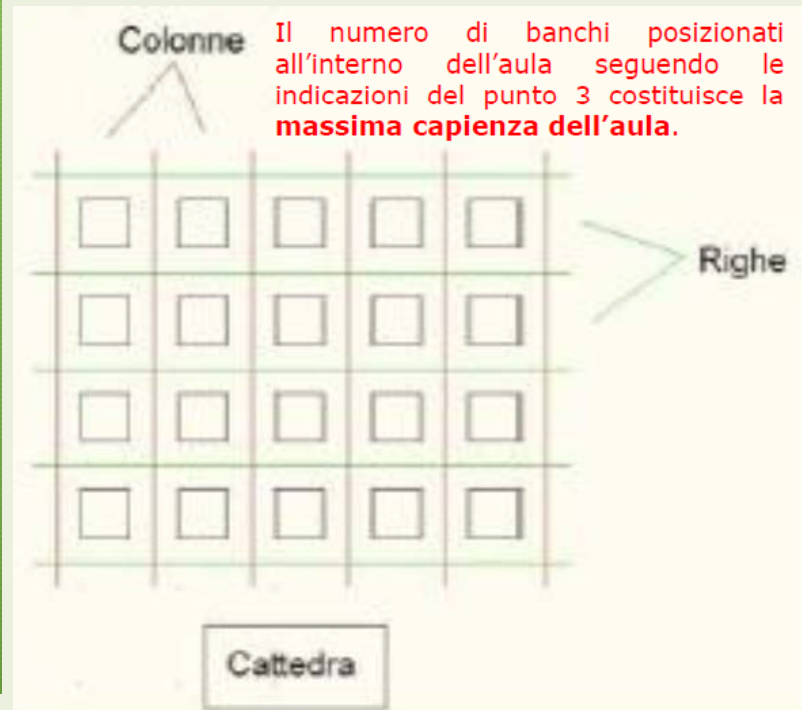 Colonne
Il numero di banchi posizionati
all'interno dell'aula seguendo le
indicazioni del punto 3 costituisce la
massima capienza dell'aula.
Righe
Cattedra